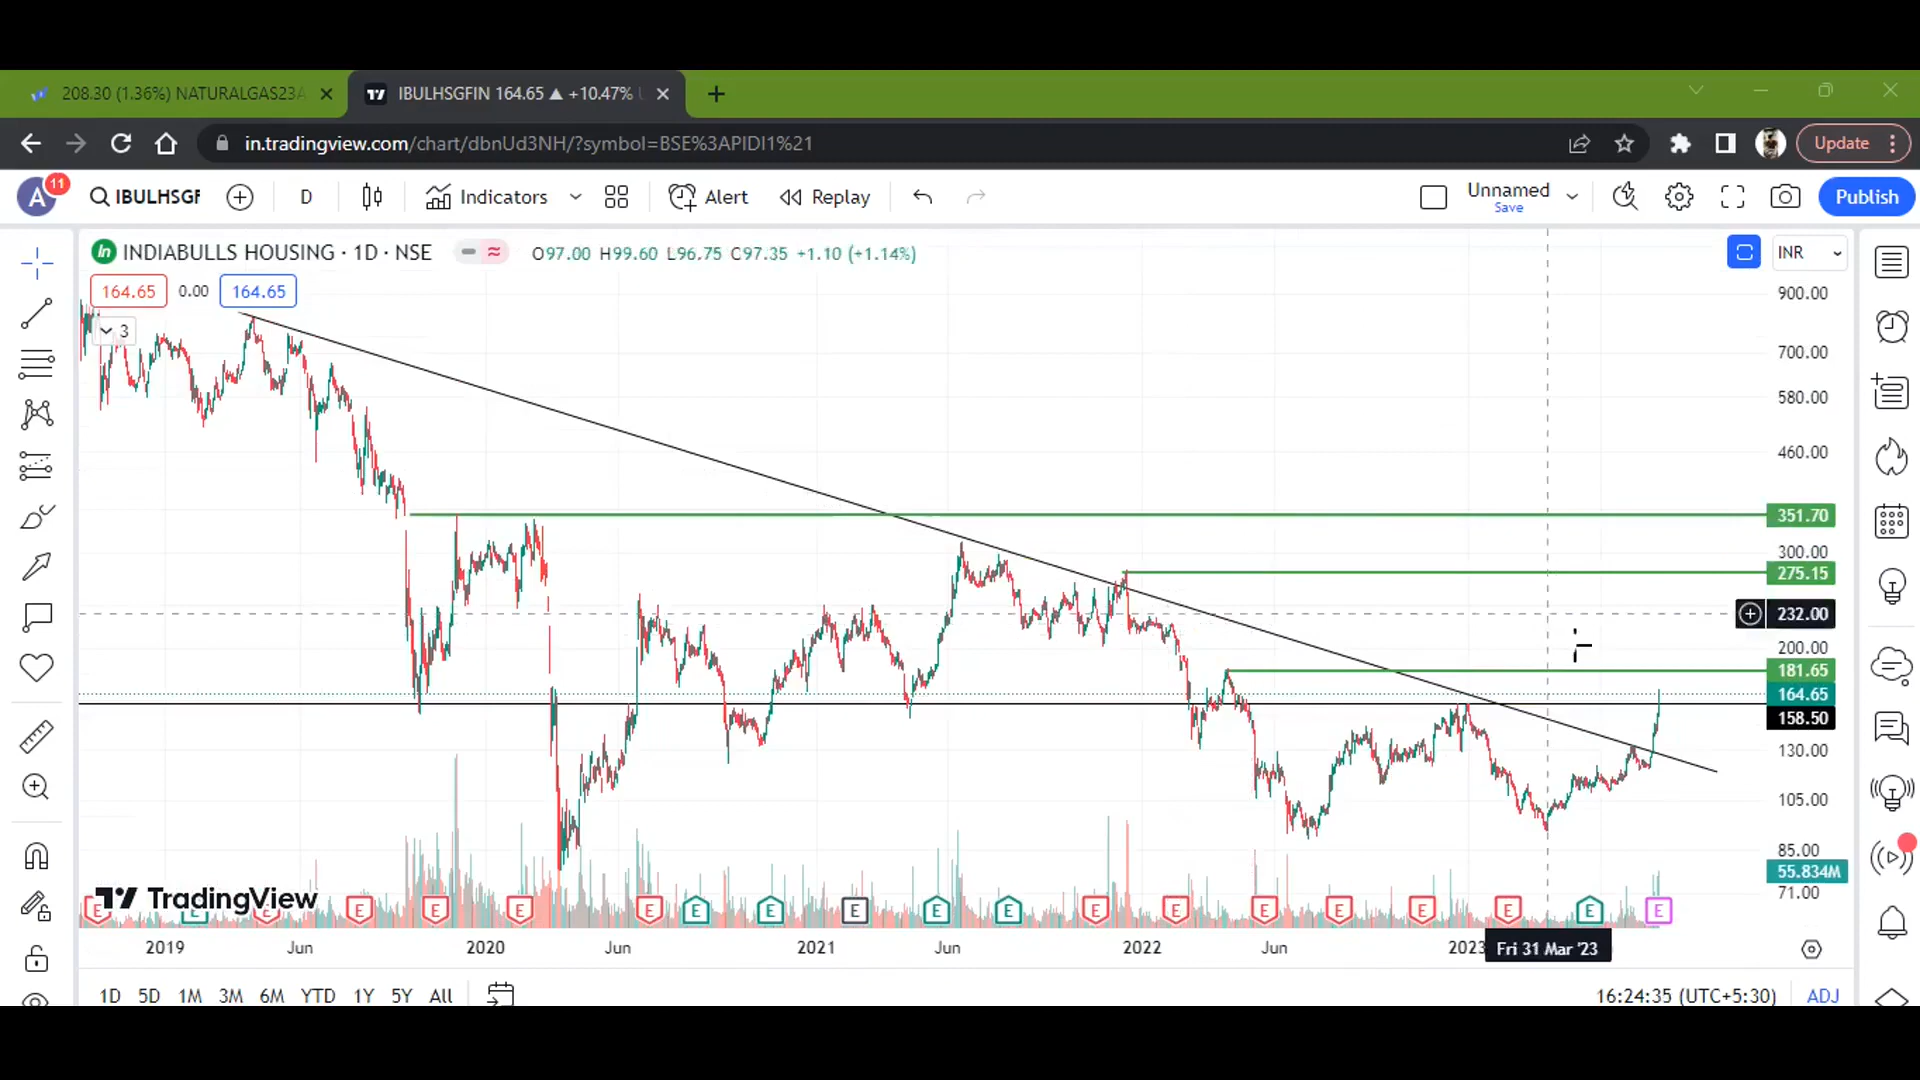 208.30 (1.36%) NATURALGAS23A
IBULHSGFIN 164.65 ▲ +10.47%
in.tradingview.com/chart/dbnUd3NH/?symbol=BSE%3APIDI1%21
Update
A 11 IBULHSGF D Indicators Alert Replay Unnamed Save Publish
INDIABULLS HOUSING · 1D · NSE O97.00 H99.60 L96.75 C97.35 +1.10 (+1.14%) INR
164.65 0.00 164.65
3
900.00
700.00
580.00
460.00
351.70
300.00
275.15
232.00
200.00
181.65
164.65
158.50
130.00
105.00
85.00
55.834M
71.00
TradingView
E E E E E E E E E E E E E E E E E E E E
2019 Jun 2020 Jun 2021 Jun 2022 Jun 2023 Fri 31 Mar '23
1D 5D 1M 3M 6M YTD 1Y 5Y All 16:24:35 (UTC+5:30) ADJ